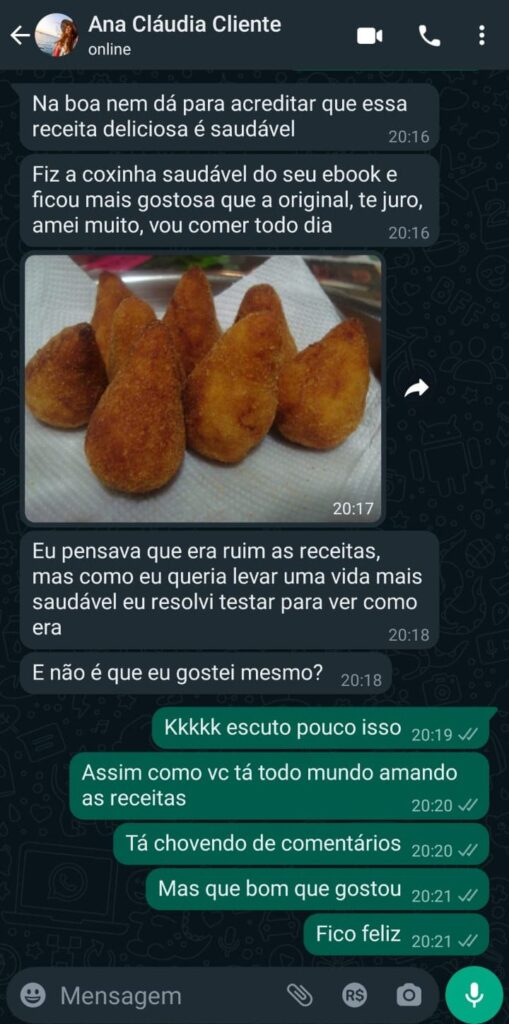 Ana Cláudia Cliente
online
Na boa nem dá para acreditar que essa
receita deliciosa é saudável
20:16
Fiz a coxinha saudável do seu ebook e
ficou mais gostosa que a original, te juro,
amei muito, vou comer todo dia
20:16
20:17
Eu pensava que era ruim as receitas,
mas como eu queria levar uma vida mais
saudável eu resolvi testar para ver como
era
20:18
E não é que eu gostei mesmo? 20:18
Kkkkk escuto pouco isso 20:19
Assim como vc tá todo mundo amando
as receitas
20:20
Tá chovendo de comentários 20:20
Mas que bom que gostou 20:21
Fico feliz 20:21
Mensagem
R$